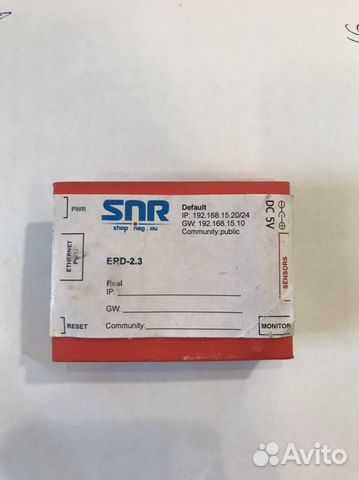 PWR
SNR
shop.nag.eu
Default
IP: 192.168.15.20/24
GW: 192.168.15.10
Community:public
DC 5V
ETHERNET
ERD-2.3
SENSORS
Real
IP
GW:
RESET
Community:
MONITOR
Avito